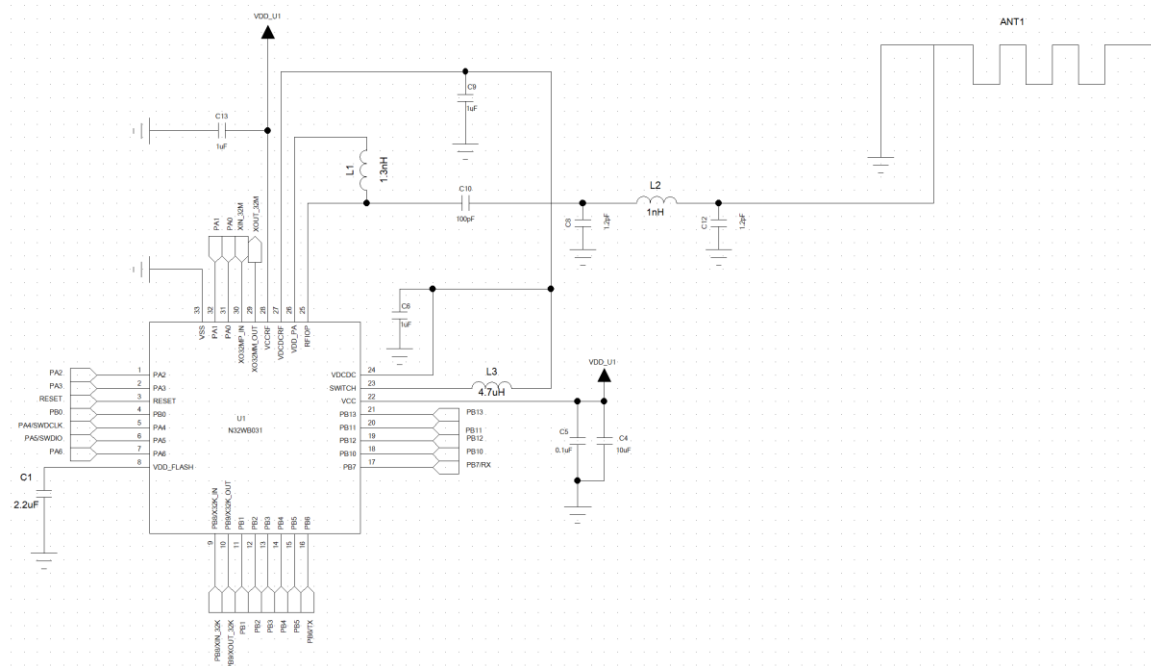 VDD_U1
ANT1
C9
1uF
C13
1uF
L1
1.3nH
C10
100pF
L2
1nH
C8
1.2pF
C12
1.2pF
PA1
PA0
XIN_32M
XOUT_32M
33
32
31
30
29
28
27
26
25
VSS
PA1
PA0
XO32MP_IN
XO32MM_OUT
VCCRF
VDCDCRF
VDD_PA
RFIOP
C6
1uF
L3
4.7uH
VDD_U1
PA2 1 PA2
PA3 2 PA3
RESET 3 RESET
PB0 4 PB0
PA4/SWDCLK 5 PA4
PA5/SWDIO 6 PA5
PA6 7 PA6
8 VDD_FLASH
U1
N32WB031
VDCDC 24
SWITCH 23
VCC 22
PB13 21 PB13
PB11 20 PB11
PB12 19 PB12
PB10 18 PB10
PB7 17 PB7/RX
C5
0.1uF
C4
10uF
C1
2.2uF
PB8/X32K_IN
PB9/X32K_OUT
PB1
PB2
PB3
PB4
PB5
PB6
9
10
11
12
13
14
15
16
PB8/XIN_32K
PB9/XOUT_32K
PB1
PB2
PB3
PB4
PB5
PB6/TX